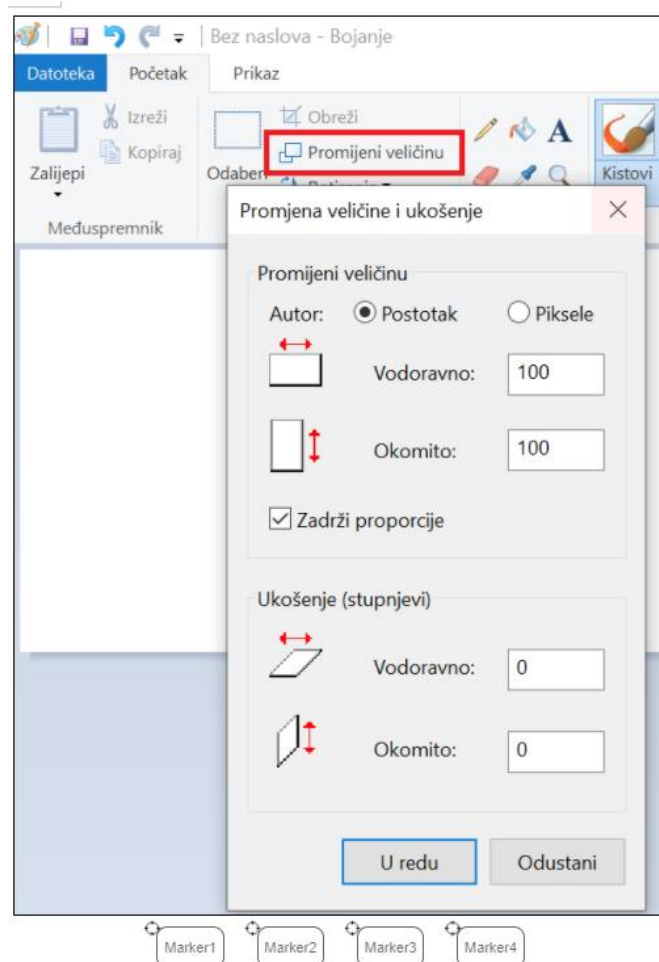 Bez naslova - Bojanje
Datoteka Početak Prikaz
Zalijepi
Izreži
Kopiraj
Međuspremnik
Odaberi
Obreži
Promijeni veličinu
A
Kistovi
Promjena veličine i ukošenje
Promijeni veličinu
Autor: Postotak Piksele
Vodoravno: 100
Okomito: 100
Zadrži proporcije
Ukošenje (stupnjevi)
Vodoravno: 0
Okomito: 0
U redu Odustani
Marker1 Marker2 Marker3 Marker4